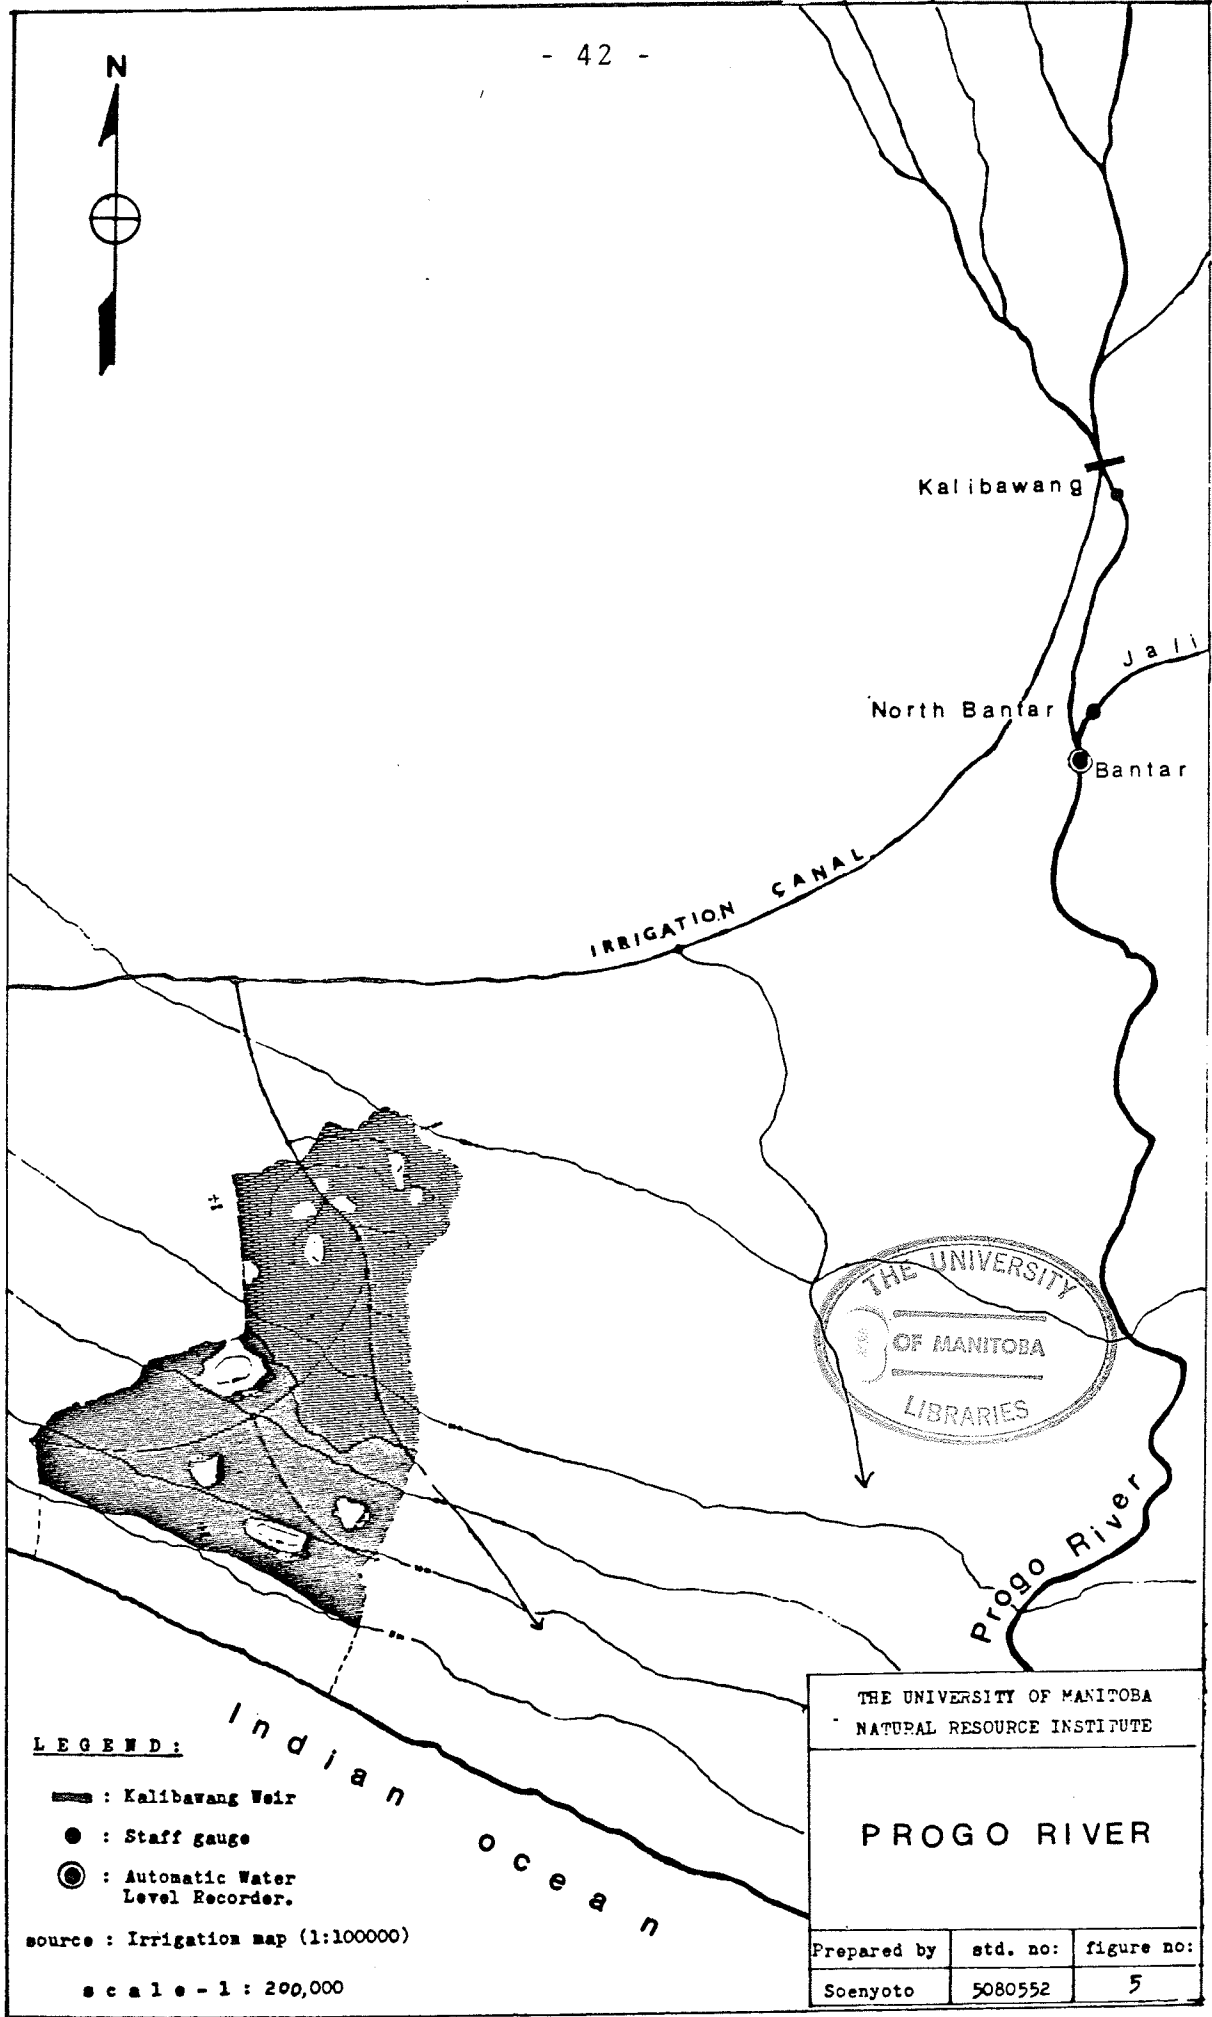 - 42 -
N
Kalibawang
Jali
North Bantar
Bantar
IRRIGATION CANAL
THE UNIVERSITY
OF MANITOBA
LIBRARIES
Progo River
Indian ocean
LEGEND:
: Kalibawang Weir
: Staff gauge
: Automatic Water
Level Recorder.
source : Irrigation map (1:100000)
scale - 1 : 200,000
THE UNIVERSITY OF MANITOBA
NATURAL RESOURCE INSTITUTE
PROGO RIVER
Prepared by std. no: figure no:
Soenyoto 5080552 5